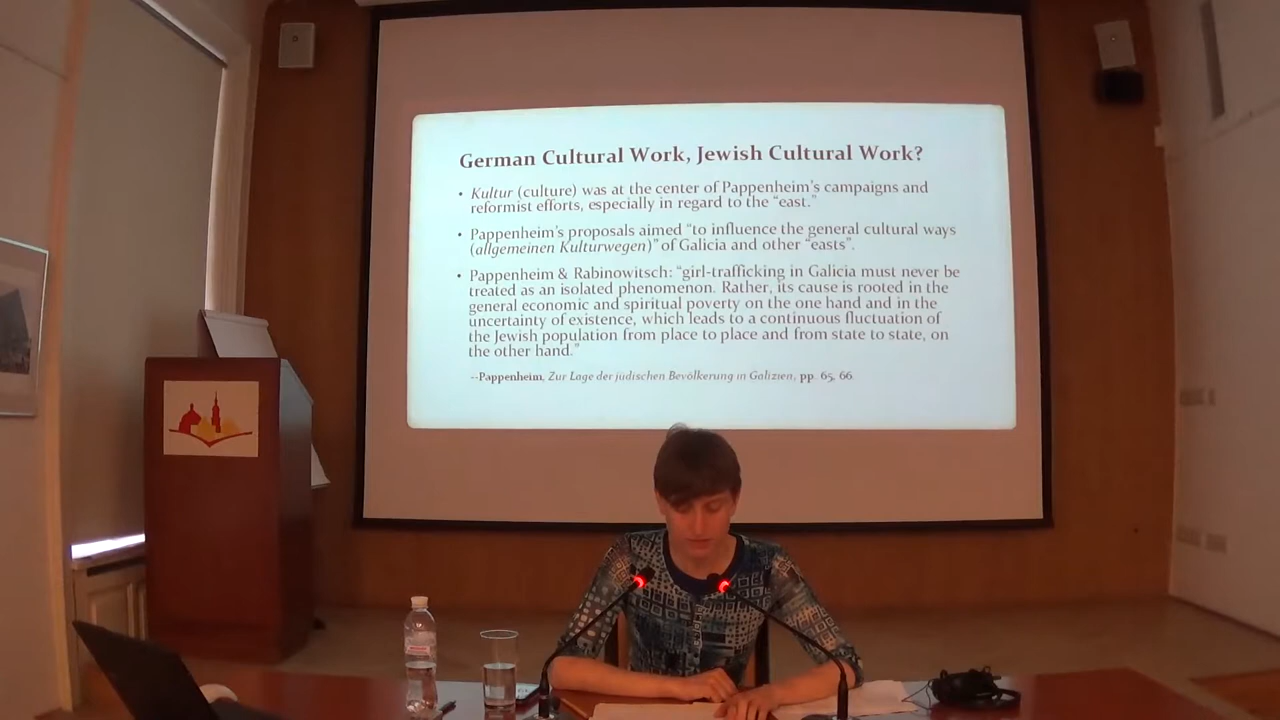 German Cultural Work, Jewish Cultural Work?
• Kultur (culture) was at the center of Pappenheim's campaigns and
reformist efforts, especially in regard to the "east."
• Pappenheim's proposals aimed "to influence the general cultural ways
(allgemeinen Kulturwegen)" of Galicia and other "easts".
• Pappenheim & Rabinowitsch: "girl-trafficking in Galicia must never be
treated as an isolated phenomenon. Rather, its cause is rooted in the
general economic and spiritual poverty on the one hand and in the
uncertainty of existence, which leads to a continuous fluctuation of
the Jewish population from place to place and from state to state, on
the other hand."
--Pappenheim, Zur Lage der jüdischen Bevölkerung in Galizien, pp. 65, 66.